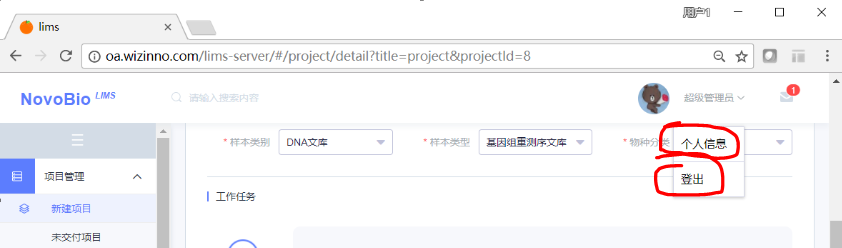 用户1
lims
oa.wizinno.com/lims-server/#/project/detail?title=project&projectId=8
NovoBio LIMS
请输入搜索内容
超级管理员
1
* 样本类别 DNA文库
* 样本类型 基因组重测序文库
* 物种分类
个人信息
登出
项目管理
新建项目
未交付项目
工作任务